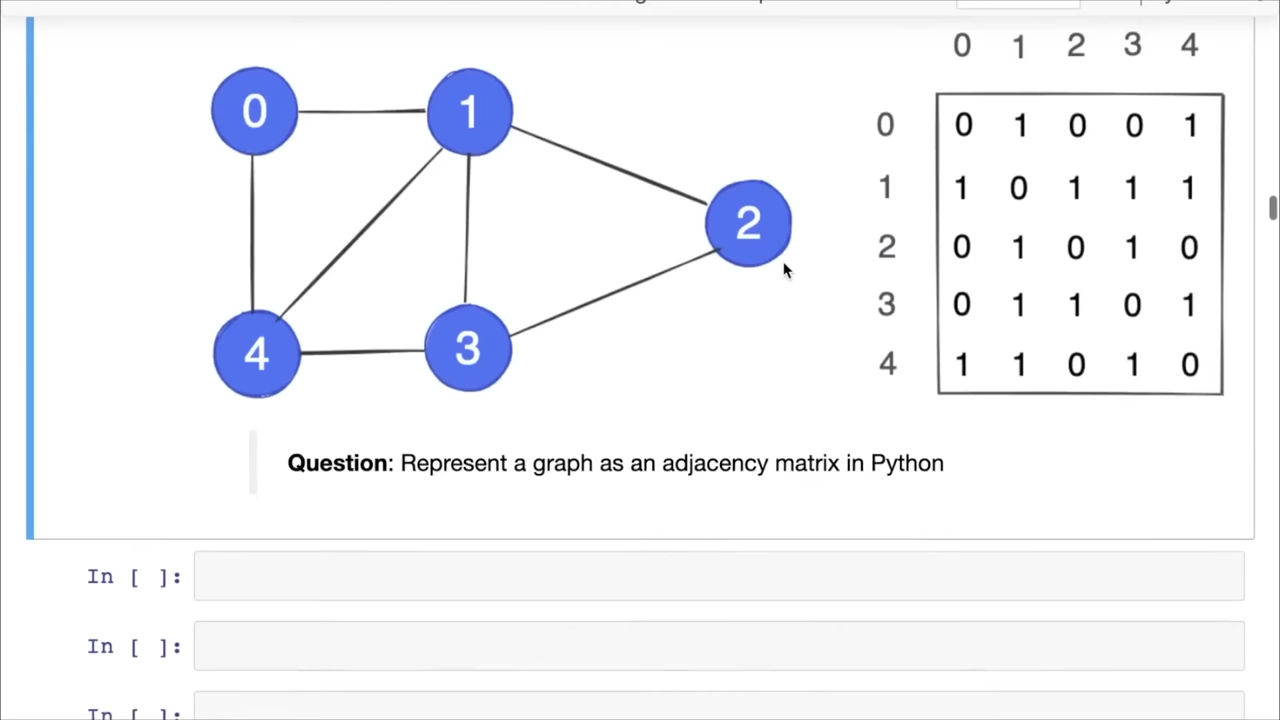 0 1 2 3 4
0 1
2
4 3
0 0 1 0 0 1
1 1 0 1 1 1
2 0 1 0 1 0
3 0 1 1 0 1
4 1 1 0 1 0
Question: Represent a graph as an adjacency matrix in Python
In [ ]:
In [ ]:
In [ ]: